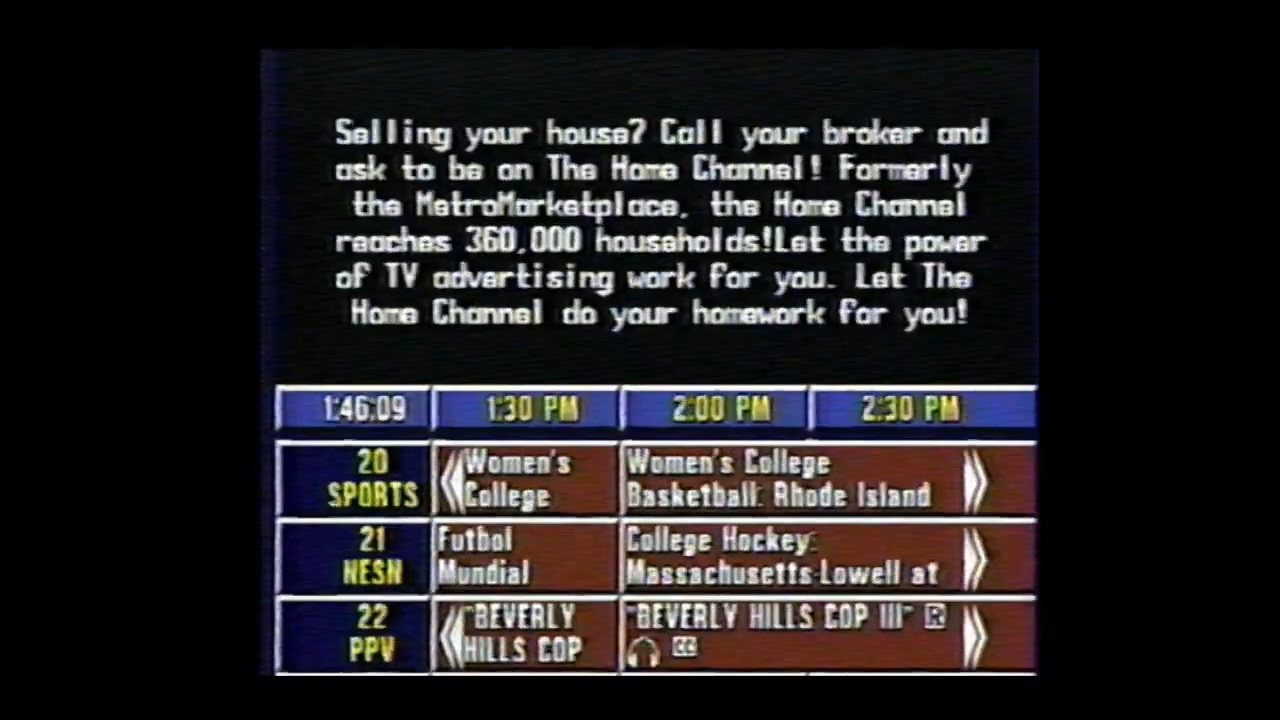 Selling your house? Call your broker and
ask to be on The Home Channel! Formerly
the MetroMarketplace, the Home Channel
reaches 360,000 households!Let the power
of TV advertising work for you. Let The
Home Channel do your homework for you!
1:46:09 1:30 PM 2:00 PM 2:30 PM
20 Women's Women's College
SPORTS College Basketball: Rhode Island
21 Futbol College Hockey:
NESN Mundial Massachusetts-Lowell at
22 "BEVERLY "BEVERLY HILLS COP III" R
PPV HILLS COP CC